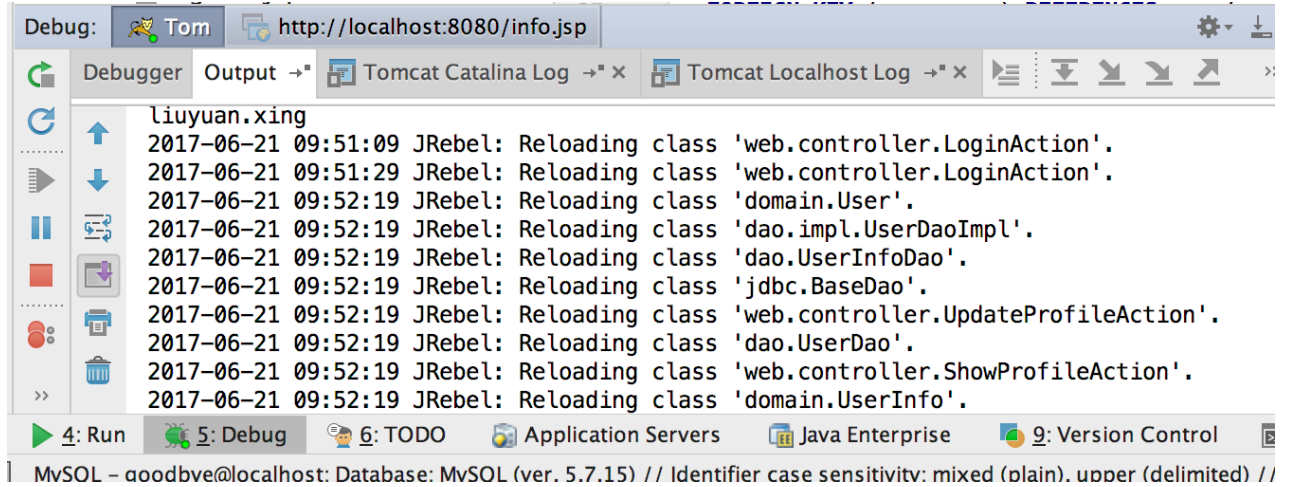 Debug: Tom http://localhost:8080/info.jsp
Debugger Output Tomcat Catalina Log Tomcat Localhost Log
liuyuan.xing
2017-06-21 09:51:09 JRebel: Reloading class 'web.controller.LoginAction'.
2017-06-21 09:51:29 JRebel: Reloading class 'web.controller.LoginAction'.
2017-06-21 09:52:19 JRebel: Reloading class 'domain.User'.
2017-06-21 09:52:19 JRebel: Reloading class 'dao.impl.UserDaoImpl'.
2017-06-21 09:52:19 JRebel: Reloading class 'dao.UserInfoDao'.
2017-06-21 09:52:19 JRebel: Reloading class 'jdbc.BaseDao'.
2017-06-21 09:52:19 JRebel: Reloading class 'web.controller.UpdateProfileAction'.
2017-06-21 09:52:19 JRebel: Reloading class 'dao.UserDao'.
2017-06-21 09:52:19 JRebel: Reloading class 'web.controller.ShowProfileAction'.
2017-06-21 09:52:19 JRebel: Reloading class 'domain.UserInfo'.
4: Run 5: Debug 6: TODO Application Servers Java Enterprise 9: Version Control
MySQL - goodbye@localhost: Database: MySQL (ver. 5.7.15) // Identifier case sensitivity: mixed (plain), upper (delimited) //